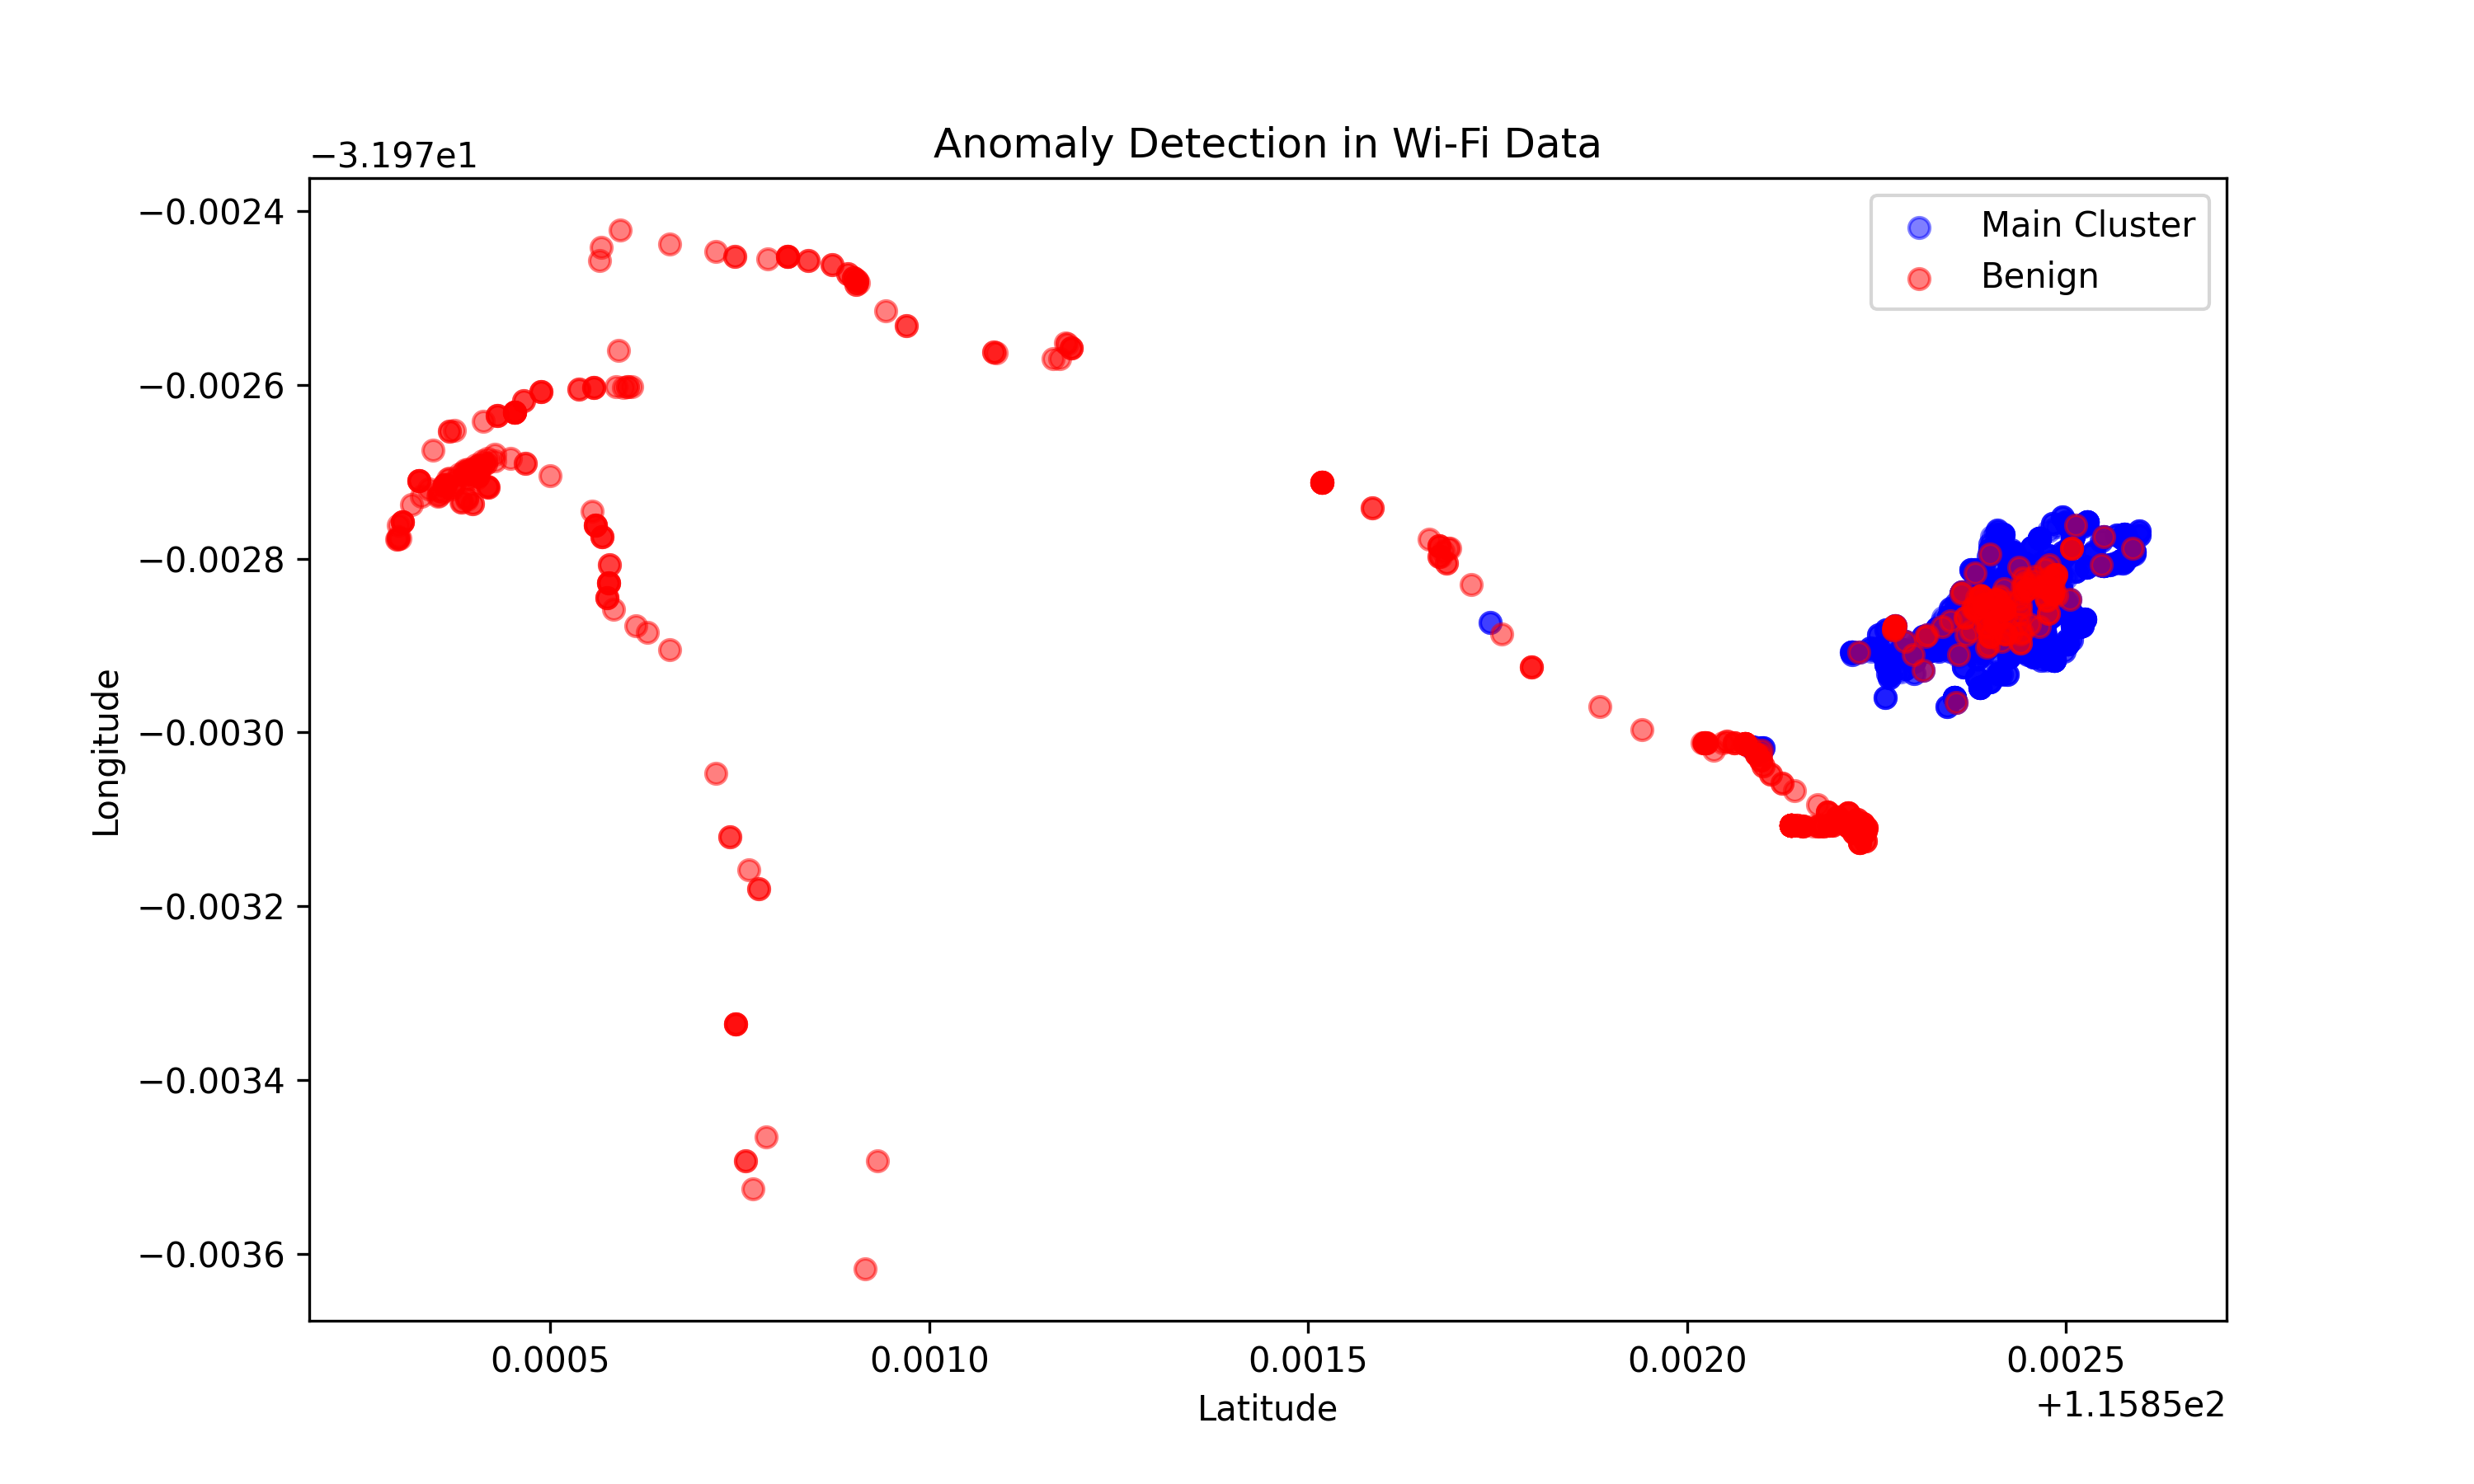 Anomaly Detection in Wi-Fi Data
−3.197e1
−0.0024
−0.0026
−0.0028
−0.0030
−0.0032
−0.0034
−0.0036
Longitude
Main Cluster
Benign
0.0005
0.0010
0.0015
0.0020
0.0025
Latitude
+1.1585e2